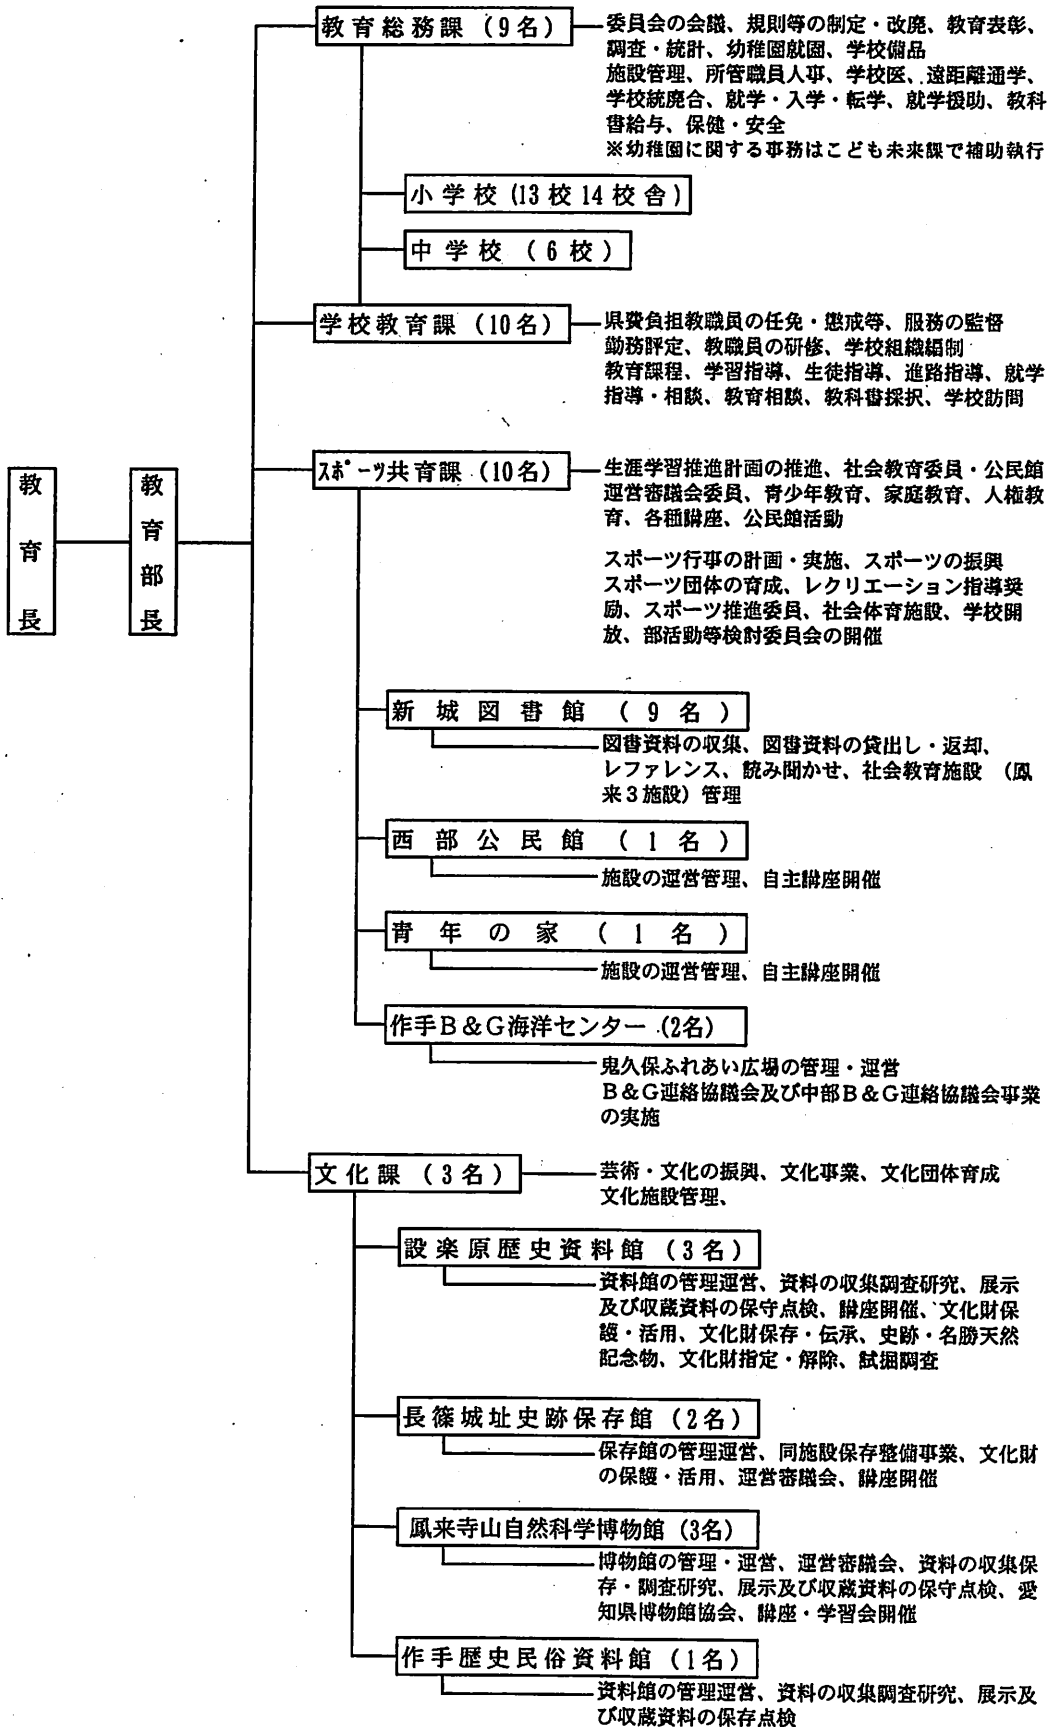 教育総務課(9名)
委員会の会議、規則等の制定・改廃、教育表彰、
調査・統計、幼稚園就園、学校備品
施設管理、所管職員人事、学校医、遠距離通学、
学校統廃合、就学・入学・転学、就学援助、教科
書給与、保健・安全
※幼稚園に関する事務はこども未来課で補助執行
小学校(13校14校舎)
中学校(6校)
学校教育課(10名)
県費負担教職員の任免・懲戒等、服務の監督
勤務評定、教職員の研修、学校組織編制
教育課程、学習指導、生徒指導、進路指導、就学
指導・相談、教育相談、教科書採択、学校訪問
教育長
教育部長
スポーツ共育課(10名)
生涯学習推進計画の推進、社会教育委員・公民館
運営審議会委員、青少年教育、家庭教育、人権教
育、各種講座、公民館活動
スポーツ行事の計画・実施、スポーツの振興
スポーツ団体の育成、レクリエーション指導奨
励、スポーツ推進委員、社会体育施設、学校開
放、部活動等検討委員会の開催
新城図書館(9名)
図書資料の収集、図書資料の貸出し・返却、
レファレンス、読み聞かせ、社会教育施設 (鳳
来3施設)管理
西部公民館(1名)
施設の運営管理、自主講座開催
青年の家(1名)
施設の運営管理、自主講座開催
作手B&G海洋センター(2名)
鬼久保ふれあい広場の管理・運営
B&G連絡協議会及び中部B&G連絡協議会事業
の実施
文化課(3名)
芸術・文化の振興、文化事業、文化団体育成
文化施設管理、
設楽原歴史資料館(3名)
資料館の管理運営、資料の収集調査研究、展示
及び収蔵資料の保守点検、講座開催、文化財保
護・活用、文化財保存・伝承、史跡・名勝天然
記念物、文化財指定・解除、試掘調査
長篠城址史跡保存館(2名)
保存館の管理運営、同施設保存整備事業、文化財
の保護・活用、運営審議会、講座開催
鳳来寺山自然科学博物館(3名)
博物館の管理・運営、運営審議会、資料の収集保
存・調査研究、展示及び収蔵資料の保守点検、愛
知県博物館協会、講座・学習会開催
作手歴史民俗資料館(1名)
資料館の管理運営、資料の収集調査研究、展示及
び収蔵資料の保存点検